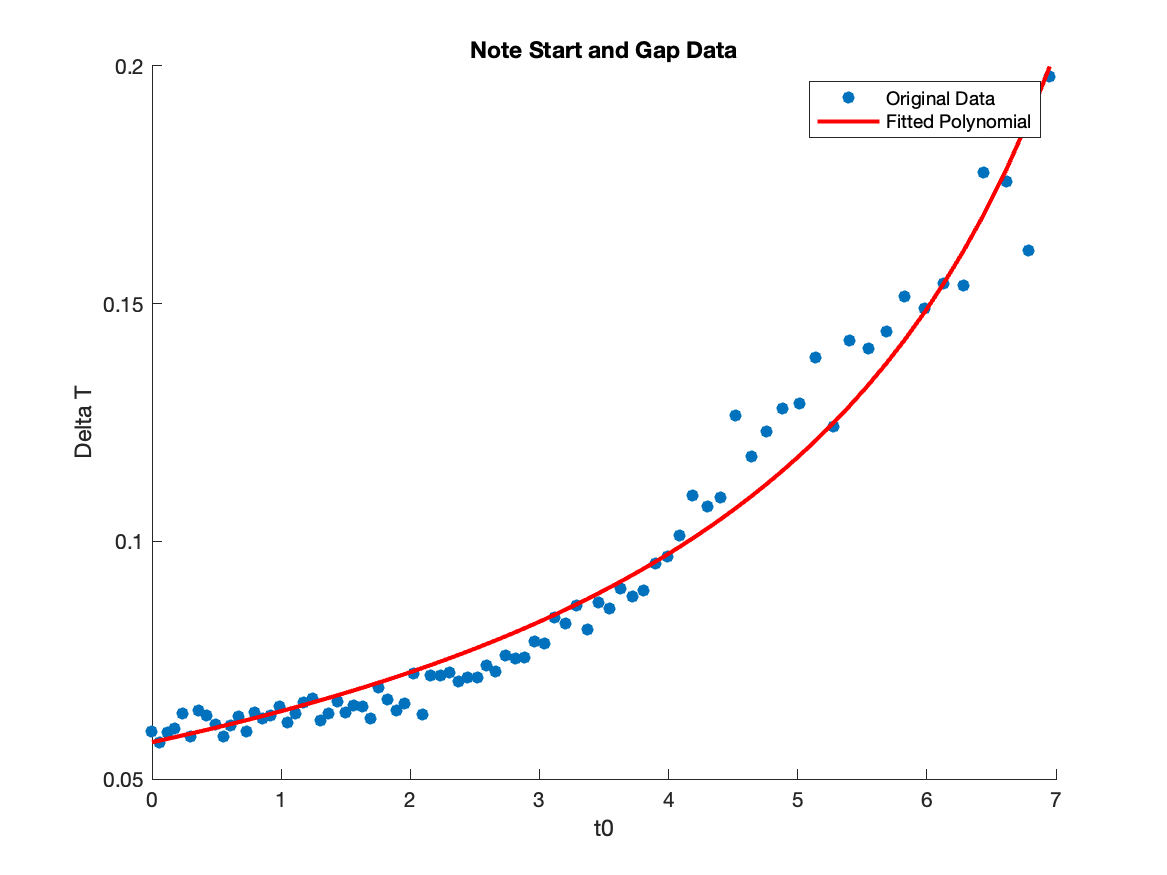 Note Start and Gap Data
Original Data
Fitted Polynomial
0.2
0.15
0.1
0.05
Delta T
0 1 2 3 4 5 6 7
t0